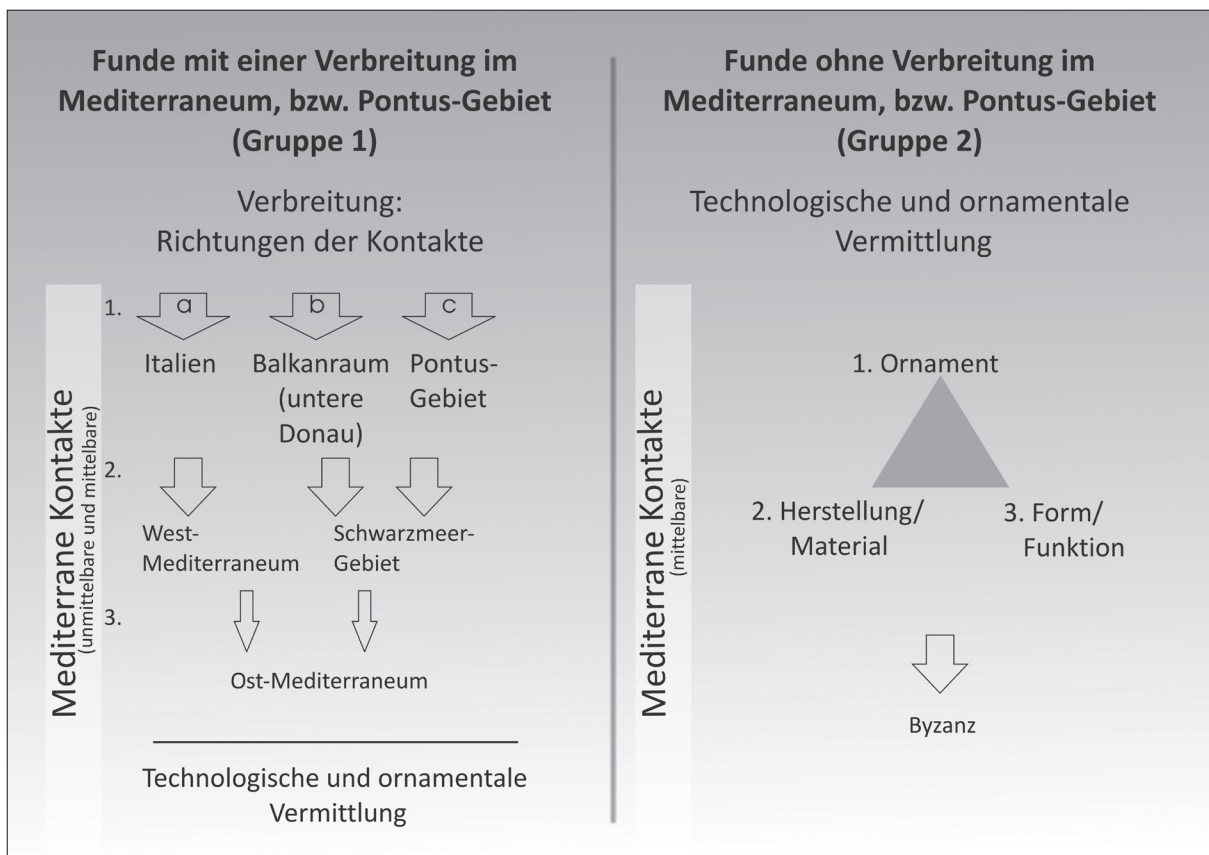 Funde mit einer Verbreitung im
Mediterraneum, bzw. Pontus-Gebiet
(Gruppe 1)
Verbreitung:
Richtungen der Kontakte
Mediterrane Kontakte
(unmittelbare und mittelbare)
1.
a
b
c
Italien
Balkanraum
(untere
Donau)
Pontus-
Gebiet
2.
West-
Mediterraneum
Schwarzmeer-
Gebiet
3.
Ost-Mediterraneum
Technologische und ornamentale
Vermittlung
Funde ohne Verbreitung im
Mediterraneum, bzw. Pontus-Gebiet
(Gruppe 2)
Technologische und ornamentale
Vermittlung
Mediterrane Kontakte
(mittelbare)
1. Ornament
2. Herstellung/
Material
3. Form/
Funktion
Byzanz